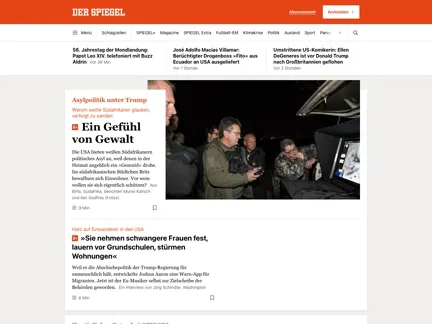 DER SPIEGEL
Abonnement
Anmelden
Menü Schlagzeilen SPIEGEL+ Magazine SPIEGEL Extra Fußball-EM Klimakrise Politik Ausland Sport
56. Jahrestag der Mondlandung:
Papst Leo XIV. telefoniert mit Buzz
Aldrin Vor 36 Min
José Adolfo Macías Villamar:
Berüchtigter Drogenboss »Fito« aus
Ecuador an USA ausgeliefert
Vor 1 Stunde
Umstrittene US-Komikerin: Ellen
DeGeneres ist vor Donald Trump
nach Großbritannien geflohen
Vor 2 Stunden
Asylpolitik unter Trump
Warum weiße Südafrikaner glauben,
verfolgt zu werden
Ein Gefühl
von Gewalt
Die USA bieten weißen Südafrikanern
politisches Asyl an, weil denen in der
Heimat angeblich ein »Genozid« drohe.
Im südafrikanischen Städtchen Brits
bewaffnen sich Einwohner. Vor wem
wollen sie sich eigentlich schützen? Aus
Brits, Südafrika, berichten Muriel Kalisch
und Ilan Godfrey (Fotos)
9 Min
Hatz auf Einwanderer in den USA
»Sie nehmen schwangere Frauen fest,
lauern vor Grundschulen, stürmen
Wohnungen«
Weil er die Abschiebepolitik der Trump-Regierung für
unmenschlich hält, entwickelte Joshua Aaron eine Warn-App für
Migranten. Jetzt ist der Ex-Musiker selbst zur Zielscheibe der
Behörden geworden. Ein Interview von Jörg Schindler, Washington
6 Min